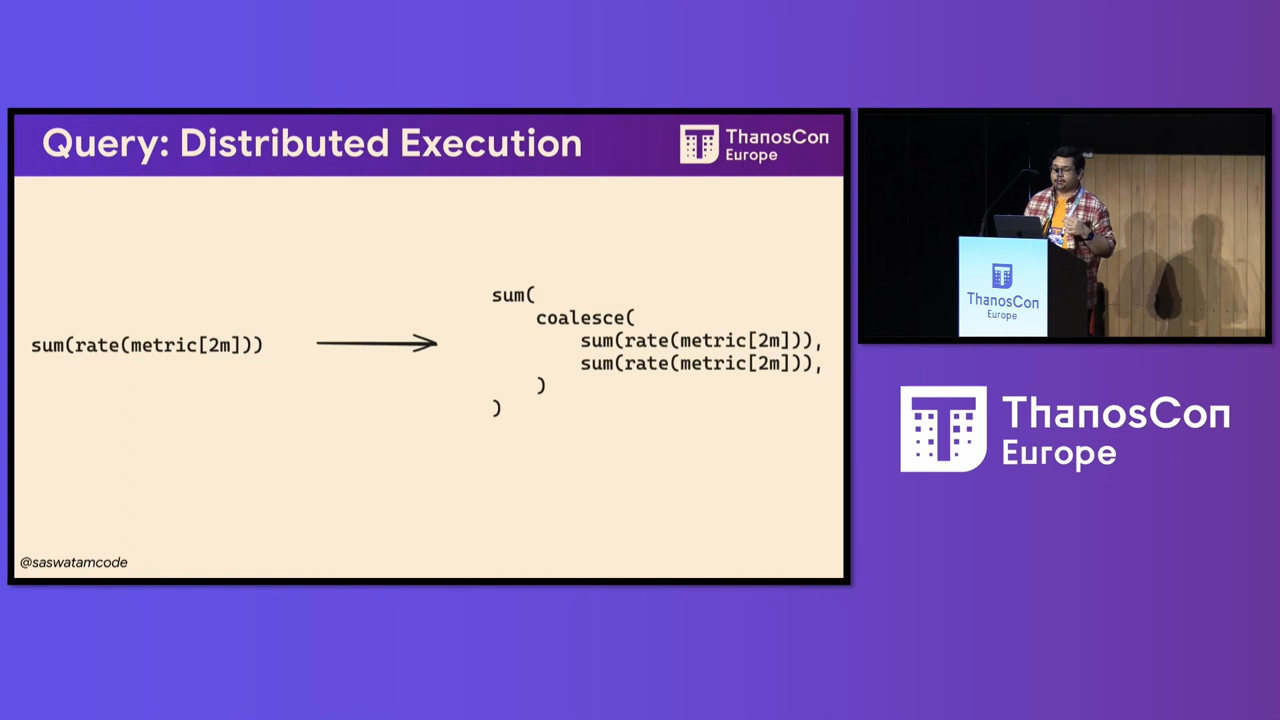 Query: Distributed Execution
ThanosCon
Europe
sum(rate(metric[2m]))
sum(
coalesce(
sum(rate(metric[2m])),
sum(rate(metric[2m])),
)
)
@saswatamcode
ThanosCon
Europe
ThanosCon
Europe